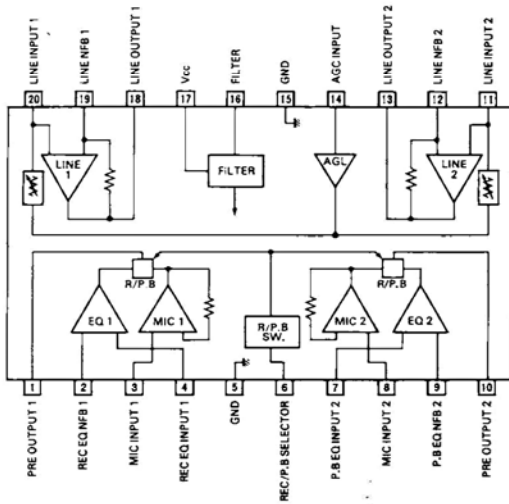 LINE INPUT 1
LINE NFB 1
LINE OUTPUT 1
Vcc
FILTER
GND
AGC INPUT
LINE OUTPUT 2
LINE NFB 2
LINE INPUT 2
20 19 18 17 16 15 14 13 12 11
LINE 1
FILTER
AGL
LINE 2
R/P.B
R/P.B
EQ 1
MIC 1
R/P.B SW.
MIC 2
EQ 2
1 2 3 4 5 6 7 8 9 10
PRE OUTPUT 1
REC EQ NFB 1
MIC INPUT 1
REC EQ INPUT 1
GND
REC/P.B SELECTOR
P.B EQ INPUT 2
MIC INPUT 2
P.B EQ NFB 2
PRE OUTPUT 2